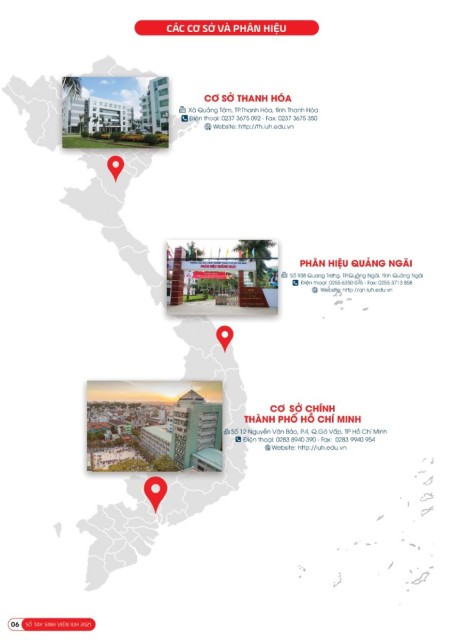 CÁC CƠ SỞ VÀ PHÂN HIỆU
CƠ SỞ THANH HÓA
Xã Quảng Tâm, TP.Thanh Hóa, tỉnh Thanh Hóa
Điện thoại: 0237 3675 092 - Fax: 0237 3675 350
Website: http://th.iuh.edu.vn
PHÂN HIỆU QUẢNG NGÃI
PHÂN HIỆU QUẢNG NGÃI
Số 938 Quang Trung, TP.Quảng Ngãi, tỉnh Quảng Ngãi
Điện thoại: 0255 6250 075 - Fax: 0255 3713 858
Website: http://qn.iuh.edu.vn
CƠ SỞ CHÍNH
THÀNH PHỐ HỒ CHÍ MINH
Số 12 Nguyễn Văn Bảo, P.4, Q.Gò Vấp, TP Hồ Chí Minh
Điện thoại: 0283 8940 390 - Fax: 0283 9940 954
Website: http://iuh.edu.vn
06
SỔ TAY SINH VIÊN IUH 2021